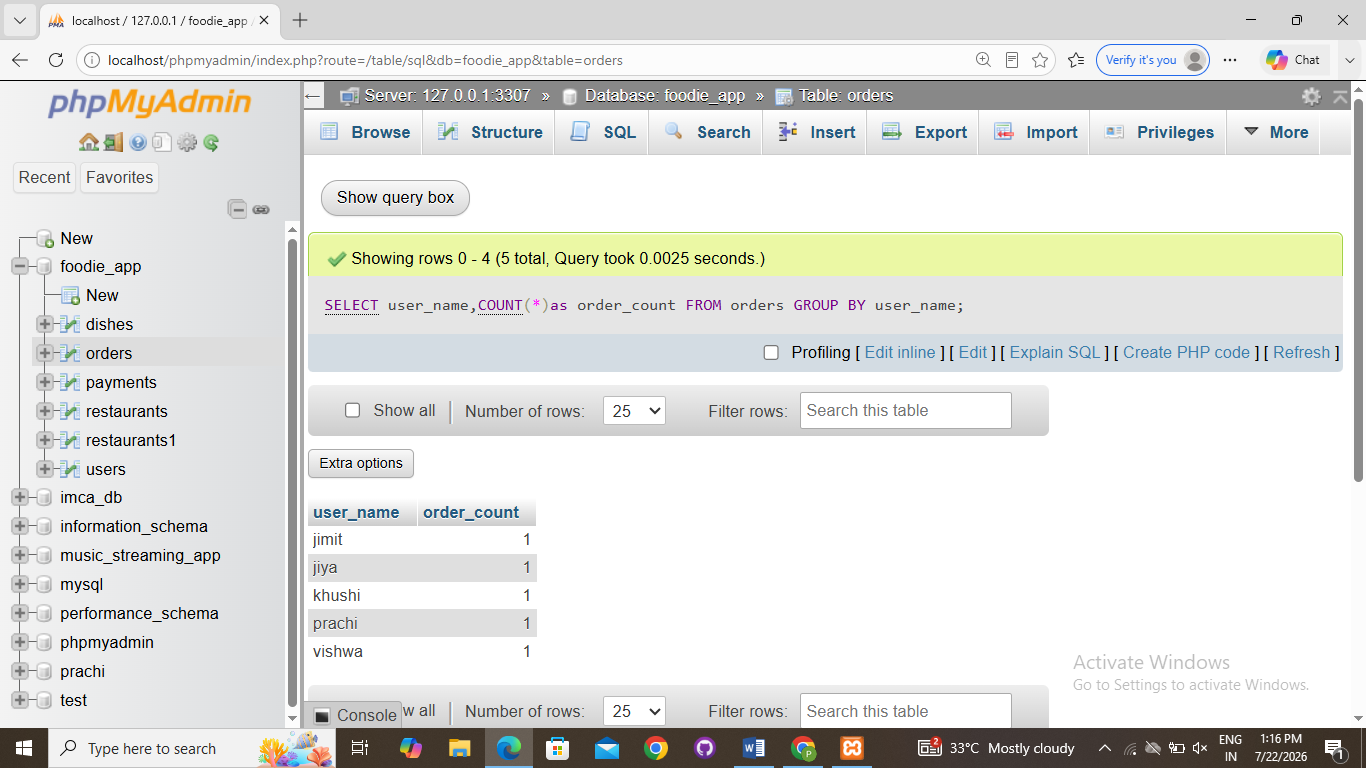 localhost / 127.0.0.1 / foodie_app
localhost/phpmyadmin/index.php?route=/table/sql&db=foodie_app&table=orders
Verify it's you
Chat
phpMyAdmin
Recent
Favorites
New
foodie_app
New
dishes
orders
payments
restaurants
restaurants1
users
imca_db
information_schema
music_streaming_app
mysql
performance_schema
phpmyadmin
prachi
test
Server: 127.0.0.1:3307 » Database: foodie_app » Table: orders
Browse Structure SQL Search Insert Export Import Privileges More
Show query box
Showing rows 0 - 4 (5 total, Query took 0.0025 seconds.)
SELECT user_name,COUNT(*)as order_count FROM orders GROUP BY user_name;
Profiling [ Edit inline ] [ Edit ] [ Explain SQL ] [ Create PHP code ] [ Refresh ]
Show all Number of rows: 25 Filter rows: Search this table
Extra options
user_name order_count
jimit 1
jiya 1
khushi 1
prachi 1
vishwa 1
Activate Windows
Go to Settings to activate Windows.
Console w all Number of rows: 25 Filter rows: Search this table
Type here to search
2
33°C Mostly cloudy
ENG
IN
1:16 PM
7/22/2026
1